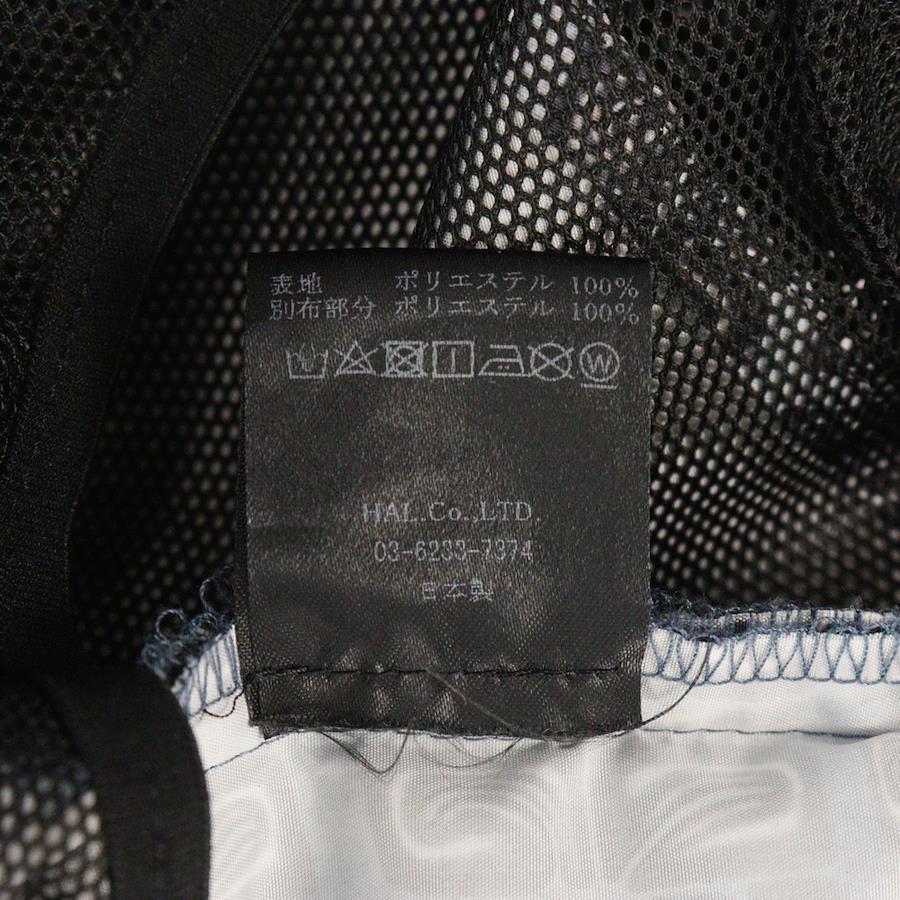 表地 ポリエステル 100%
別布部分 ポリエステル 100%
W
HAL.Co.,LTD.
03-6233-7374
日本製